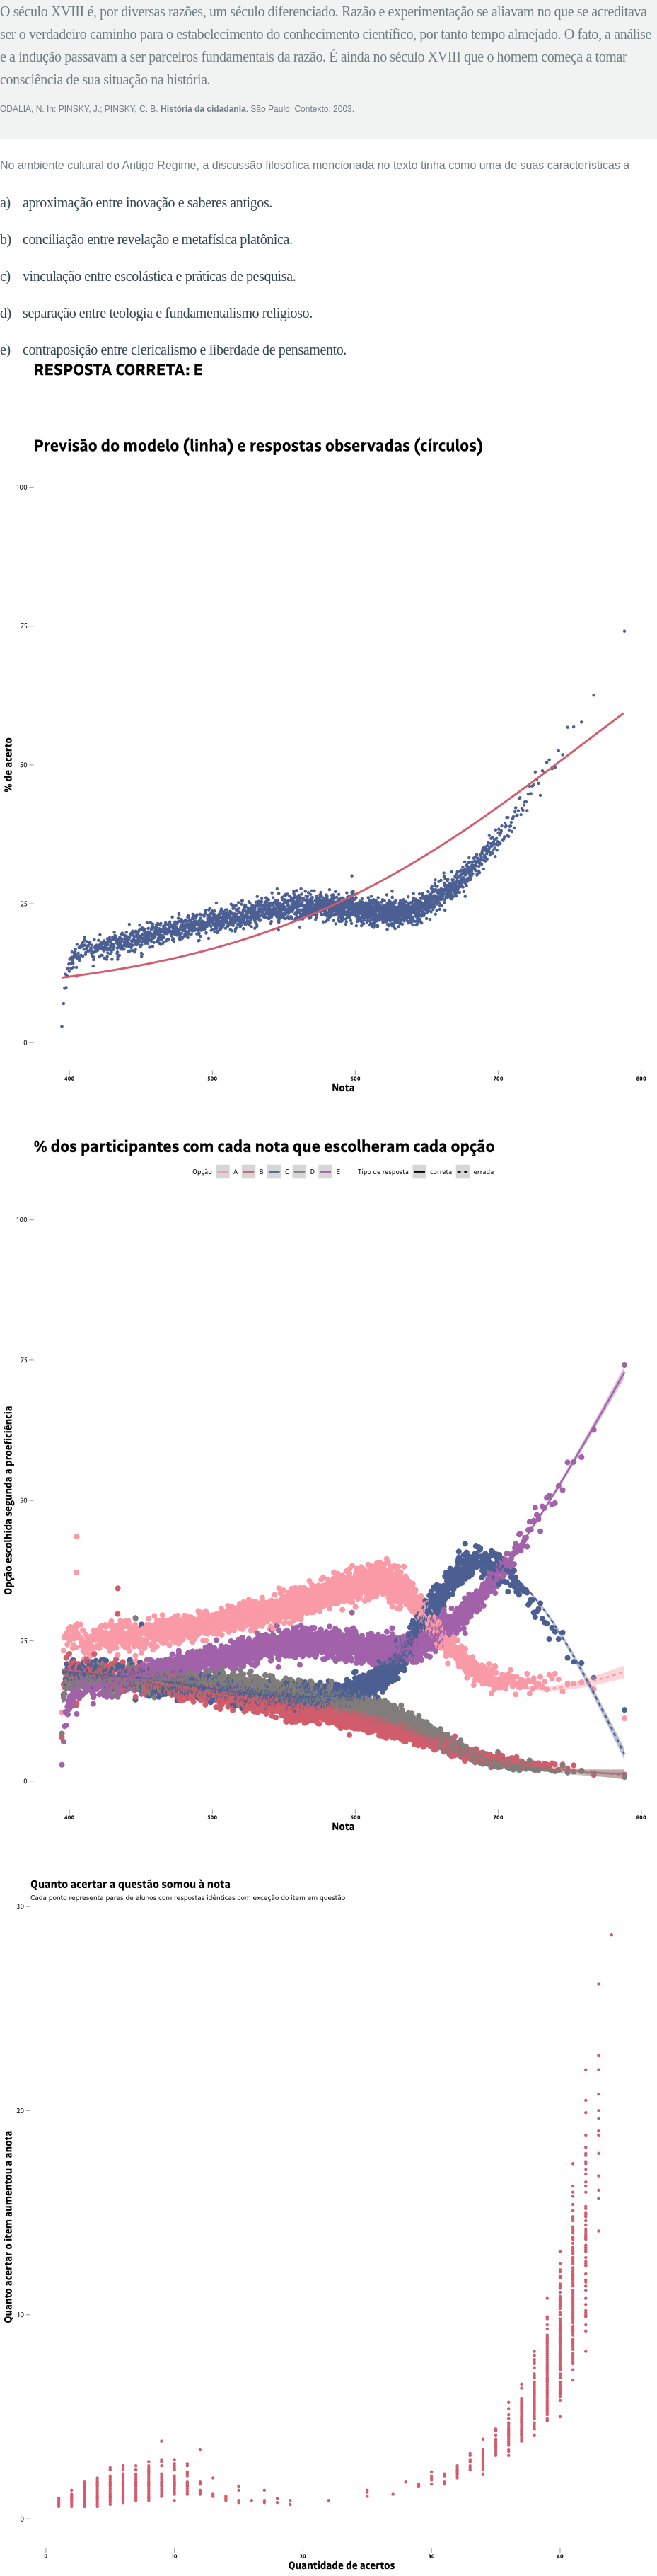 O século XVIII é, por diversas razões, um século diferenciado. Razão e experimentação se aliavam no que se acreditava
ser o verdadeiro caminho para o estabelecimento do conhecimento científico, por tanto tempo almejado. O fato, a análise
e a indução passavam a ser parceiros fundamentais da razão. É ainda no século XVIII que o homem começa a tomar
consciência de sua situação na história.
ODALIA, N. In: PINSKY, J.; PINSKY, C. B. História da cidadania. São Paulo: Contexto, 2003.
No ambiente cultural do Antigo Regime, a discussão filosófica mencionada no texto tinha como uma de suas características a
a) aproximação entre inovação e saberes antigos.
b) conciliação entre revelação e metafísica platônica.
c) vinculação entre escolástica e práticas de pesquisa.
d) separação entre teologia e fundamentalismo religioso.
e) contraposição entre clericalismo e liberdade de pensamento.
RESPOSTA CORRETA: E
Previsão do modelo (linha) e respostas observadas (círculos)
100
75
50
25
0
% de acerto
400 500 600 700 800
Nota
% dos participantes com cada nota que escolheram cada opção
Opção A B C D E Tipo de resposta correta errada
100
75
50
25
0
Opção escolhida segunda a proeficiência
400 500 600 700 800
Nota
Quanto acertar a questão somou à nota
Cada ponto representa pares de alunos com respostas idênticas com exceção do item em questão
30
20
10
0
Quanto acertar o item aumentou a anota
0 10 20 30 40
Quantidade de acertos